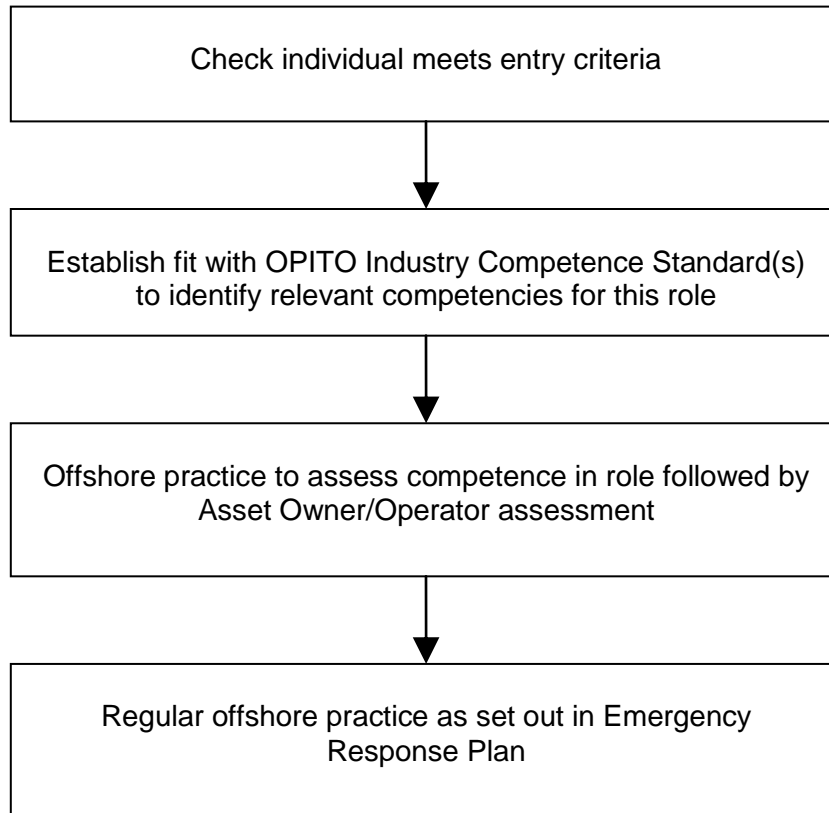 Check individual meets entry criteria
Establish fit with OPITO Industry Competence Standard(s)
to identify relevant competencies for this role
Offshore practice to assess competence in role followed by
Asset Owner/Operator assessment
Regular offshore practice as set out in Emergency
Response Plan